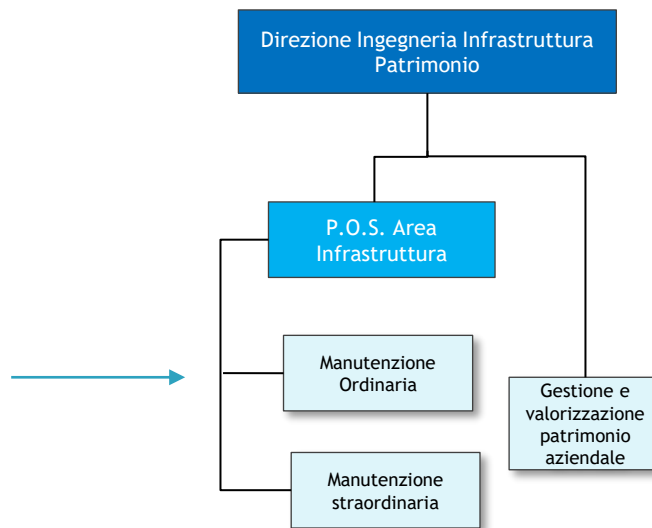 Direzione Ingegneria Infrastruttura
Patrimonio
P.O.S. Area
Infrastruttura
Manutenzione
Ordinaria
Gestione e
valorizzazione
patrimonio
aziendale
Manutenzione
straordinaria